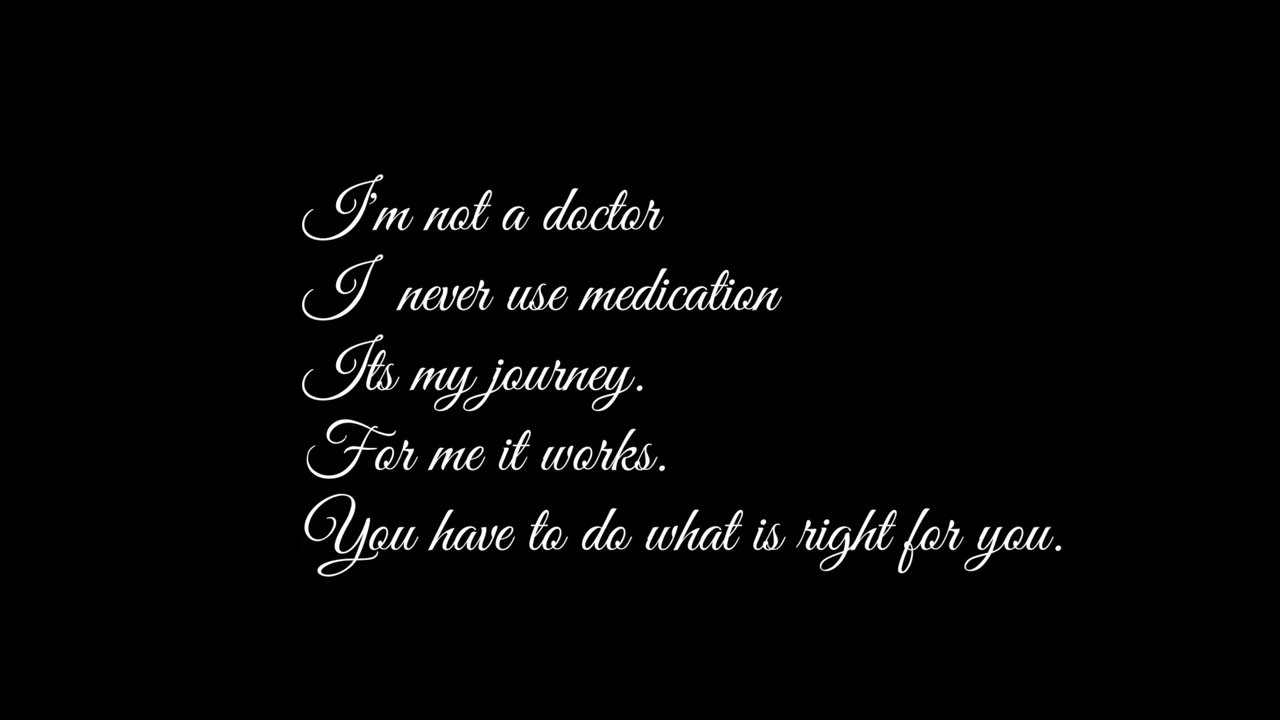 I'm not a doctor
I never use medication
Its my journey.
For me it works.
You have to do what is right for you.